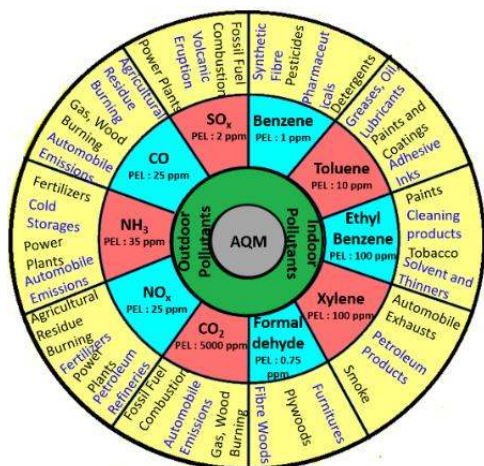 AQM
Outdoor
Pollutants
Indoor
Pollutants
SOx
PEL : 2 ppm
Power Plants
Volcanic
Eruption
Fossil Fuel
Combustion
Benzene
PEL : 1 ppm
Synthetic
Fibre
Pesticides
Pharmaceut
icals
Detergents
Toluene
PEL : 10 ppm
Greases, Oil,
Lubricants
Paints and
Coatings
Adhesive
Inks
Ethyl
Benzene
PEL : 100 ppm
Paints
Cleaning
products
Tobacco
Solvent and
Thinners
Xylene
PEL : 100 ppm
Automobile
Exhausts
Petroleum
Products
Smoke
Formal
dehyde
PEL : 0.75
ppm
Fibre Woods
Plywoods
Furnitures
CO2
PEL : 5000 ppm
Fossil Fuel
Combustion
Automobile
Emissions
Gas, Wood
Burning
NOx
PEL : 25 ppm
Agricultural
Residue
Burning
Fertilizers
Power
Plants
Petroleum
Refineries
NH3
PEL : 35 ppm
Fertilizers
Cold
Storages
Power
Plants
Automobile
Emissions
CO
PEL : 25 ppm
Agricultural
Residue
Burning
Gas, Wood
Burning
Automobile
Emissions